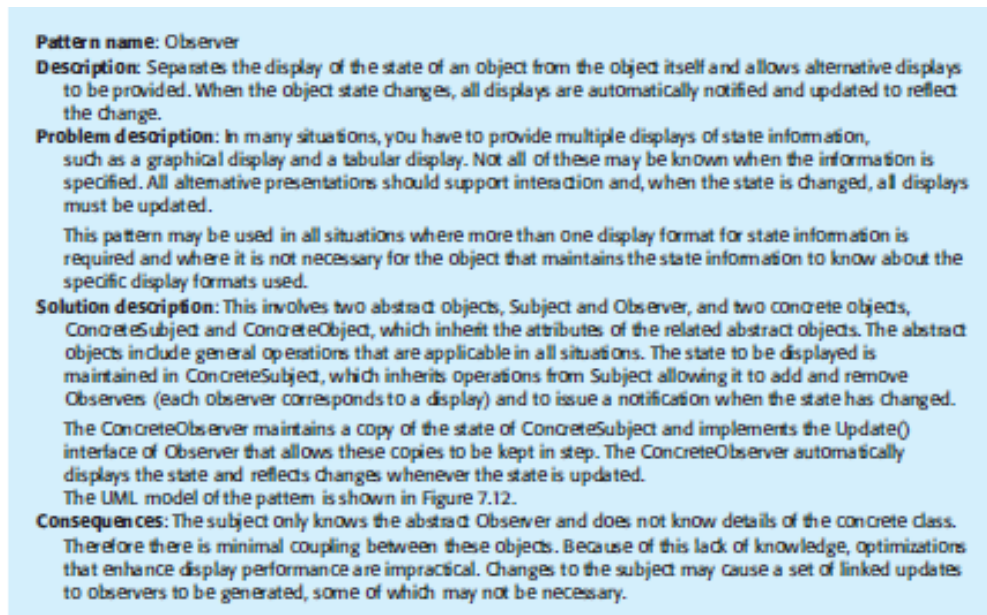 Pattern name: Observer
Description: Separates the display of the state of an object from the object itself and allows alternative displays
to be provided. When the object state changes, all displays are automatically notified and updated to reflect
the change.
Problem description: In many situations, you have to provide multiple displays of state information,
such as a graphical display and a tabular display. Not all of these may be known when the information is
specified. All alternative presentations should support interaction and, when the state is changed, all displays
must be updated.
This pattern may be used in all situations where more than one display format for state information is
required and where it is not necessary for the object that maintains the state information to know about the
specific display formats used.
Solution description: This involves two abstract objects, Subject and Observer, and two concrete objects,
ConcreteSubject and ConcreteObject, which inherit the attributes of the related abstract objects. The abstract
objects include general operations that are applicable in all situations. The state to be displayed is
maintained in ConcreteSubject, which inherits operations from Subject allowing it to add and remove
Observers (each observer corresponds to a display) and to issue a notification when the state has changed.
The ConcreteObserver maintains a copy of the state of ConcreteSubject and implements the Update()
interface of Observer that allows these copies to be kept in step. The ConcreteObserver automatically
displays the state and reflects changes whenever the state is updated.
The UML model of the pattern is shown in Figure 7.12.
Consequences: The subject only knows the abstract Observer and does not know details of the concrete class.
Therefore there is minimal coupling between these objects. Because of this lack of knowledge, optimizations
that enhance display performance are impractical. Changes to the subject may cause a set of linked updates
to observers to be generated, some of which may not be necessary.